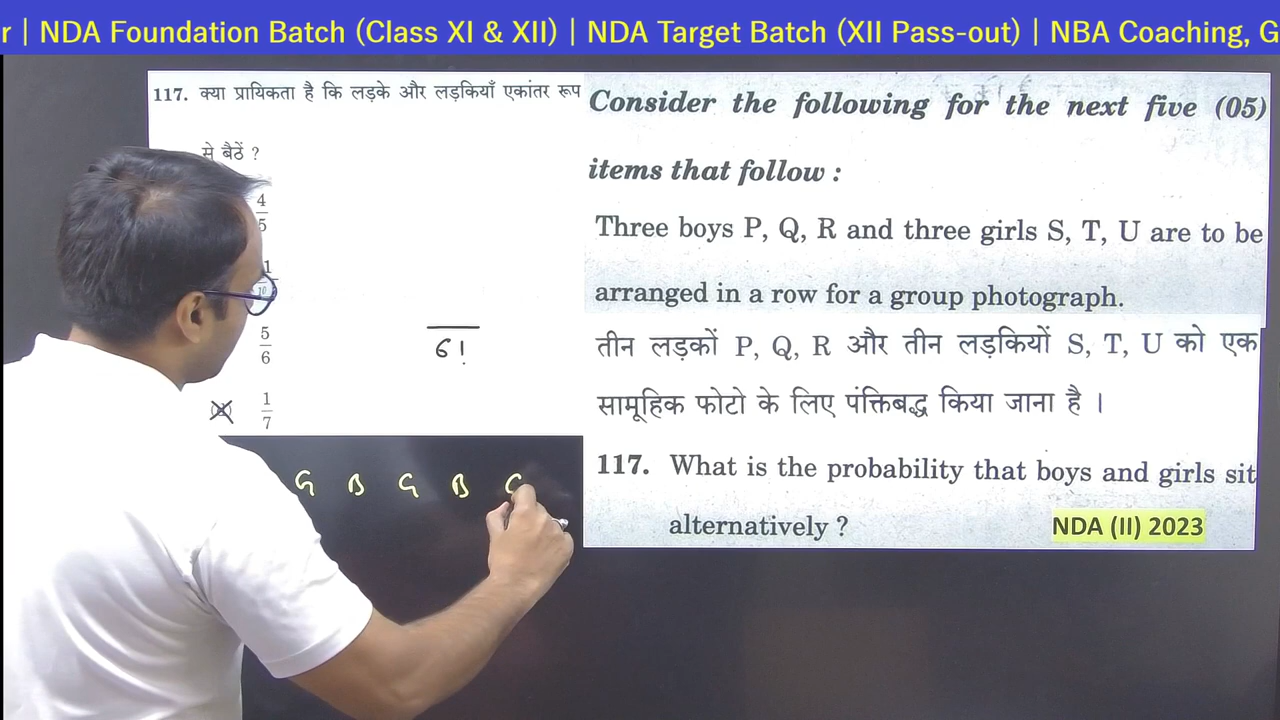 r | NDA Foundation Batch (Class XI & XII) | NDA Target Batch (XII Pass-out) | NBA Coaching, G
117. क्या प्रायिकता है कि लड़के और लड़कियाँ एकांतर रूप
से बैठें ?
4/5
1/10
5/6
1/7
6!
G B G B G
Consider the following for the next five (05)
items that follow :
Three boys P, Q, R and three girls S, T, U are to be
arranged in a row for a group photograph.
तीन लड़कों P, Q, R और तीन लड़कियों S, T, U को एक
सामूहिक फोटो के लिए पंक्तिबद्ध किया जाना है ।
117. What is the probability that boys and girls sit
alternatively ?
NDA (II) 2023